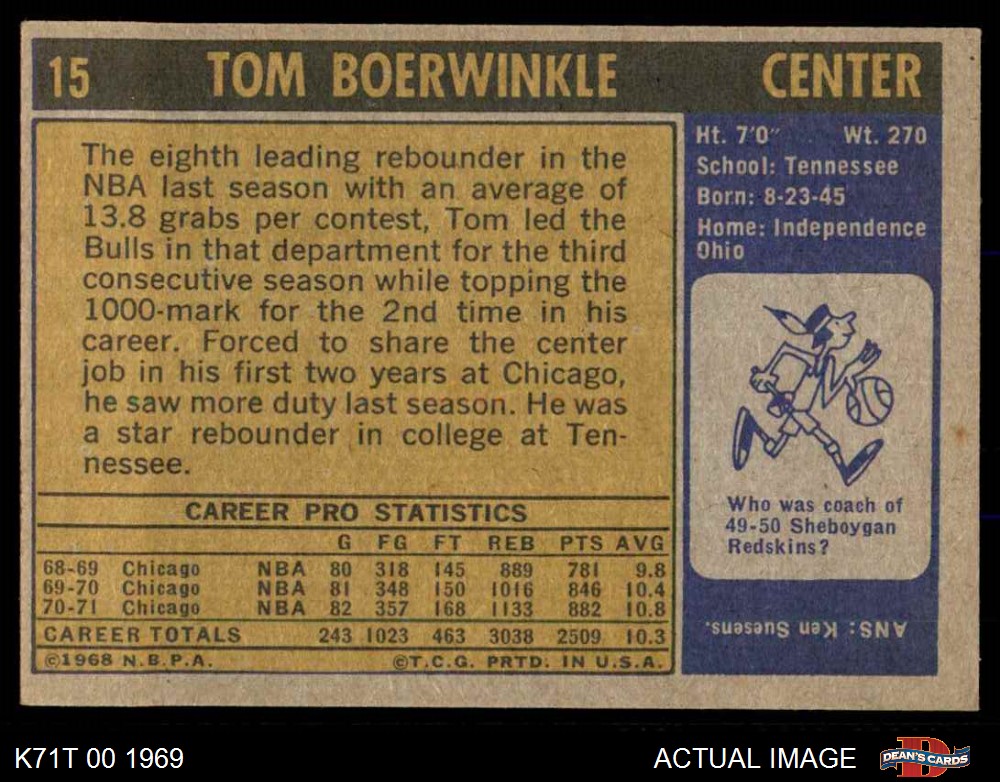 15 TOM BOERWINKLE CENTER
The eighth leading rebounder in the
NBA last season with an average of
13.8 grabs per contest, Tom led the
Bulls in that department for the third
consecutive season while topping the
1000-mark for the 2nd time in his
career. Forced to share the center
job in his first two years at Chicago,
he saw more duty last season. He was
a star rebounder in college at Ten-
nessee.
CAREER PRO STATISTICS
G FG FT REB PTS AVG
68-69 Chicago NBA 80 318 145 889 781 9.8
69-70 Chicago NBA 81 348 150 1016 846 10.4
70-71 Chicago NBA 82 357 168 1133 882 10.8
CAREER TOTALS 243 1023 463 3038 2509 10.3
©1968 N.B.P.A. ©T.C.G. PRTD. IN U.S.A.
Ht. 7'0" Wt. 270
School: Tennessee
Born: 8-23-45
Home: Independence
Ohio
Who was coach of
49-50 Sheboygan
Redskins?
ANS: Ken Suesens.
K71T 00 1969 ACTUAL IMAGE DEAN'S CARDS